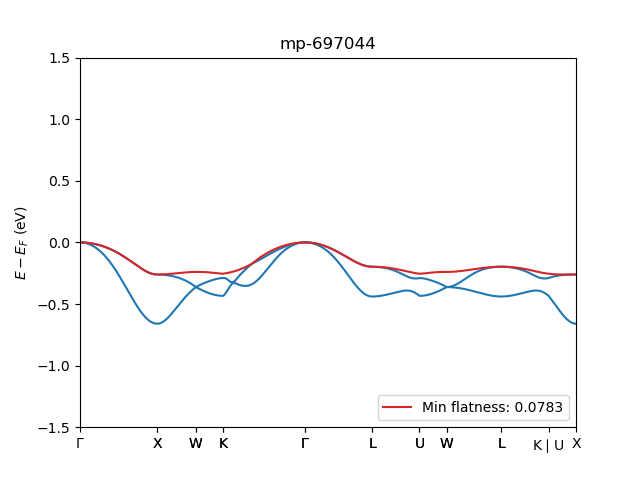 mp-697044
E − E_F (eV)
1.5
1.0
0.5
0.0
−0.5
−1.0
−1.5
Min flatness: 0.0783
Γ X W K Γ L U W L K | U X